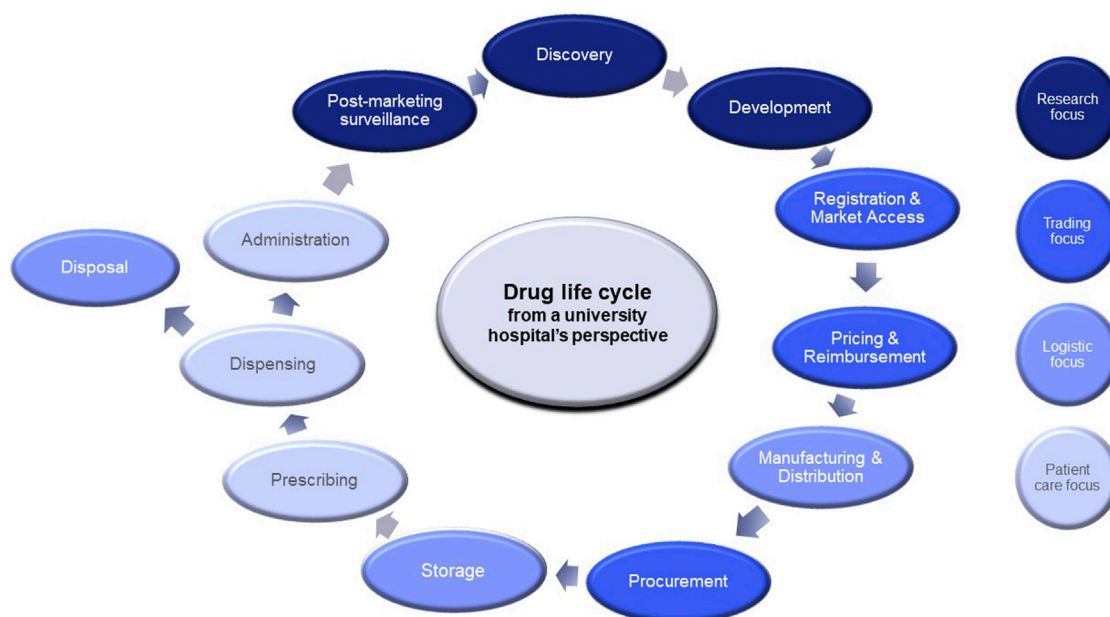 Discovery
Development
Registration &
Market Access
Pricing &
Reimbursement
Manufacturing &
Distribution
Procurement
Storage
Prescribing
Dispensing
Disposal
Administration
Post-marketing
surveillance
Drug life cycle
from a university
hospital's perspective
Research
focus
Trading
focus
Logistic
focus
Patient
care focus